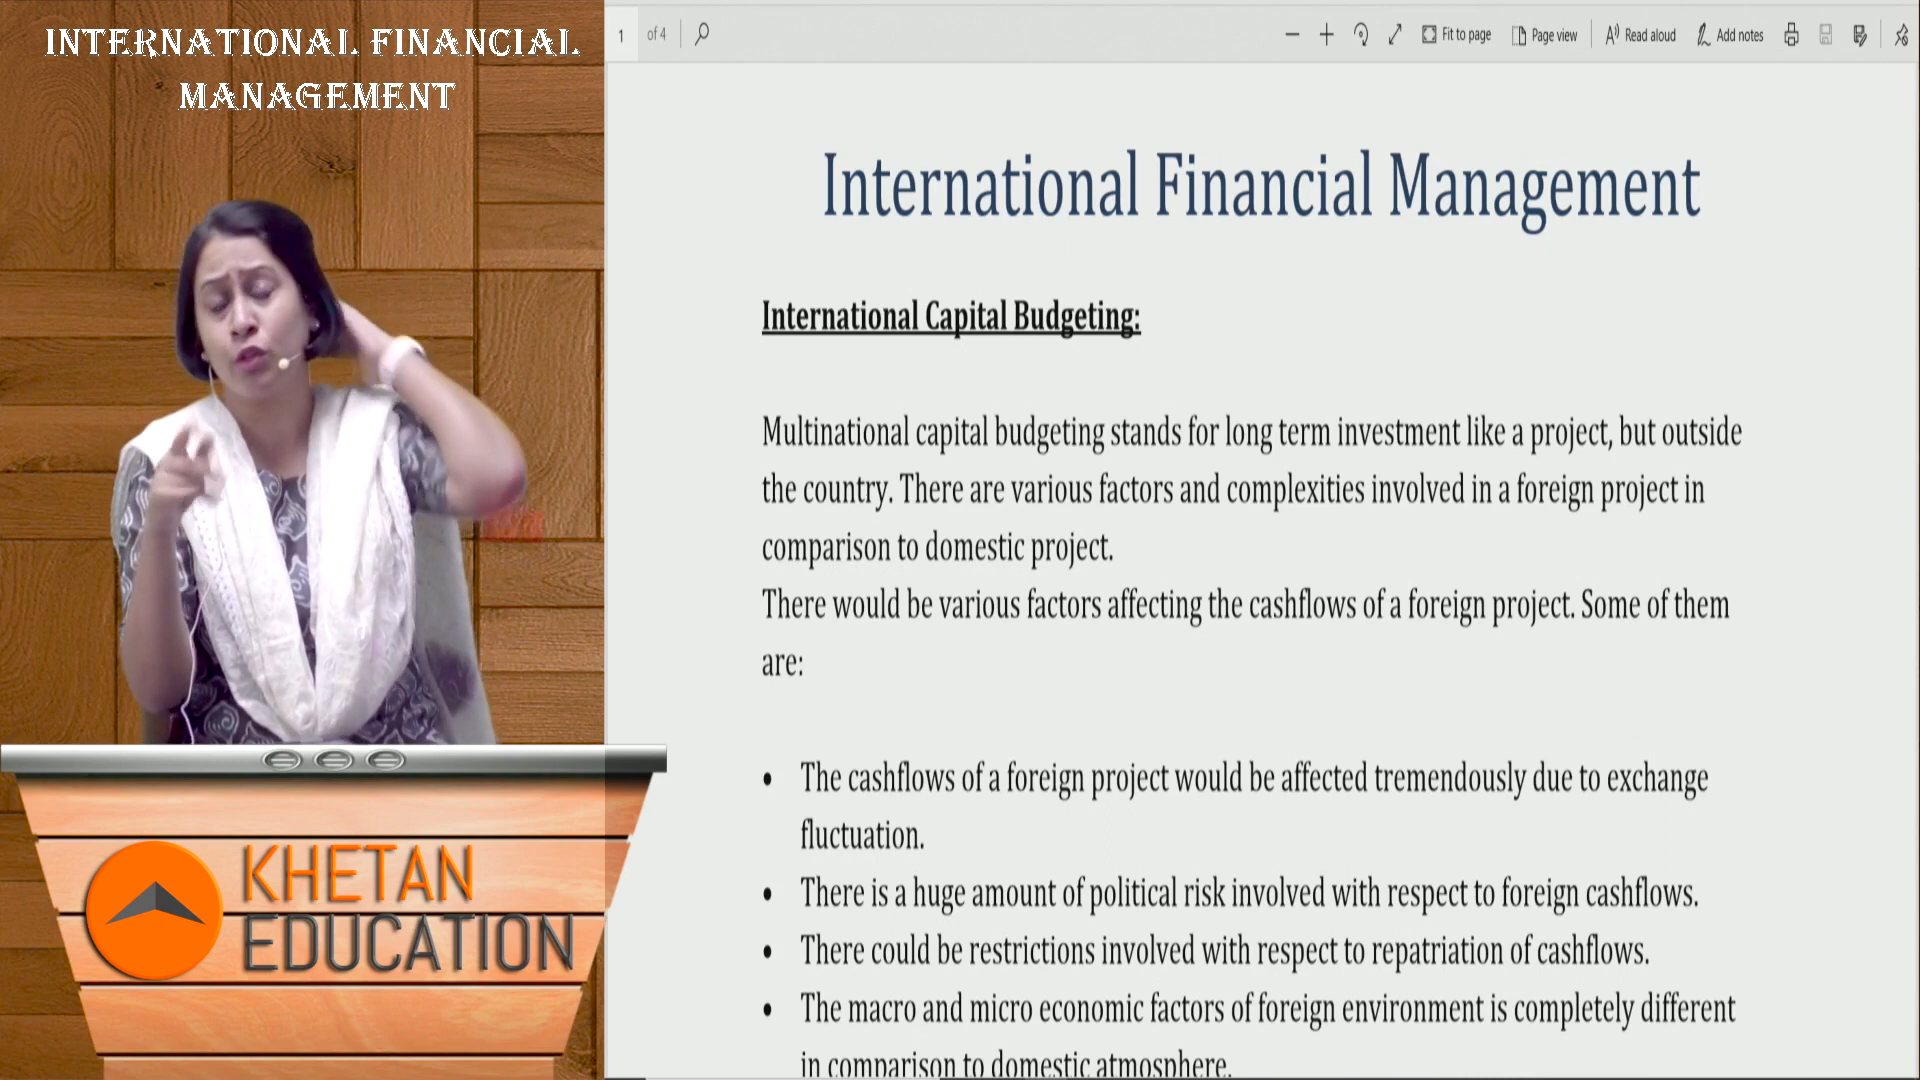 INTERNATIONAL FINANCIAL
MANAGEMENT
1 of 4
Fit to page
Page view
Read aloud
Add notes
International Financial Management
International Capital Budgeting:
Multinational capital budgeting stands for long term investment like a project, but outside
the country. There are various factors and complexities involved in a foreign project in
comparison to domestic project.
There would be various factors affecting the cashflows of a foreign project. Some of them
are:
• The cashflows of a foreign project would be affected tremendously due to exchange
fluctuation.
• There is a huge amount of political risk involved with respect to foreign cashflows.
• There could be restrictions involved with respect to repatriation of cashflows.
• The macro and micro economic factors of foreign environment is completely different
in comparison to domestic atmosphere.
KHETAN
EDUCATION